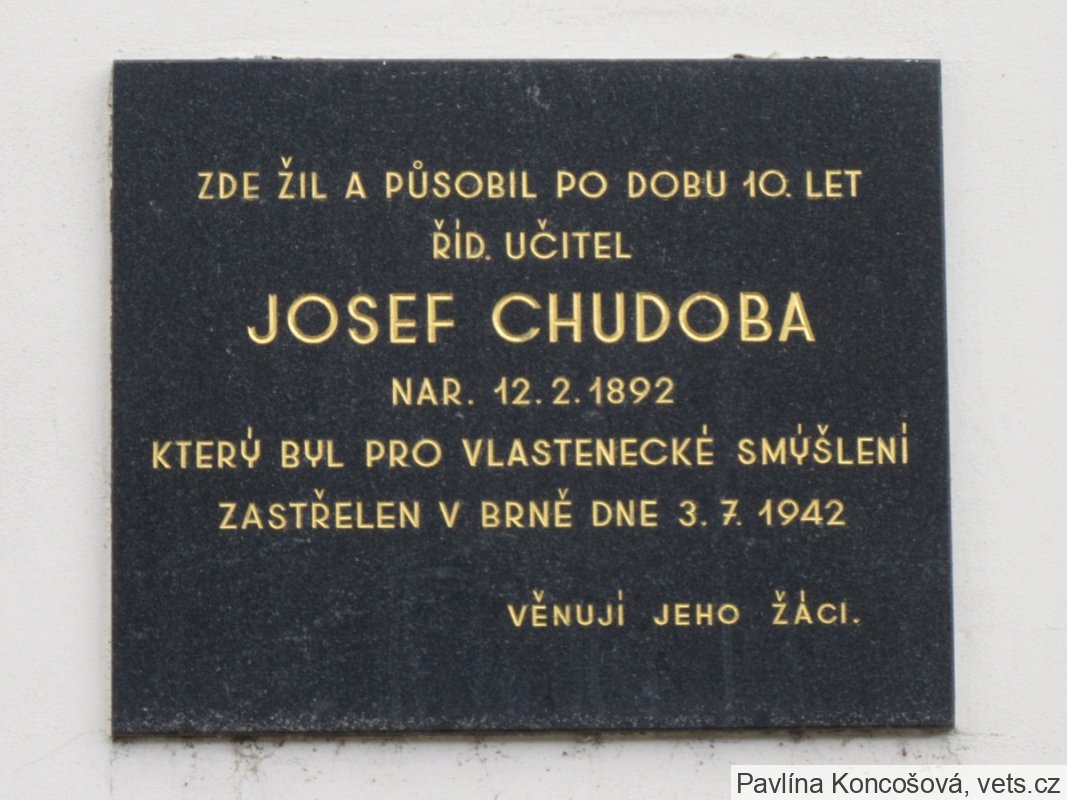 ZDE ŽIL A PŮSOBIL PO DOBU 10. LET
ŘÍD. UČITEL
JOSEF CHUDOBA
NAR. 12. 2. 1892
KTERÝ BYL PRO VLASTENECKÉ SMÝŠLENÍ
ZASTŘELEN V BRNĚ DNE 3. 7. 1942
VĚNUJÍ JEHO ŽÁCI.
Pavlína Koncošová, vets.cz